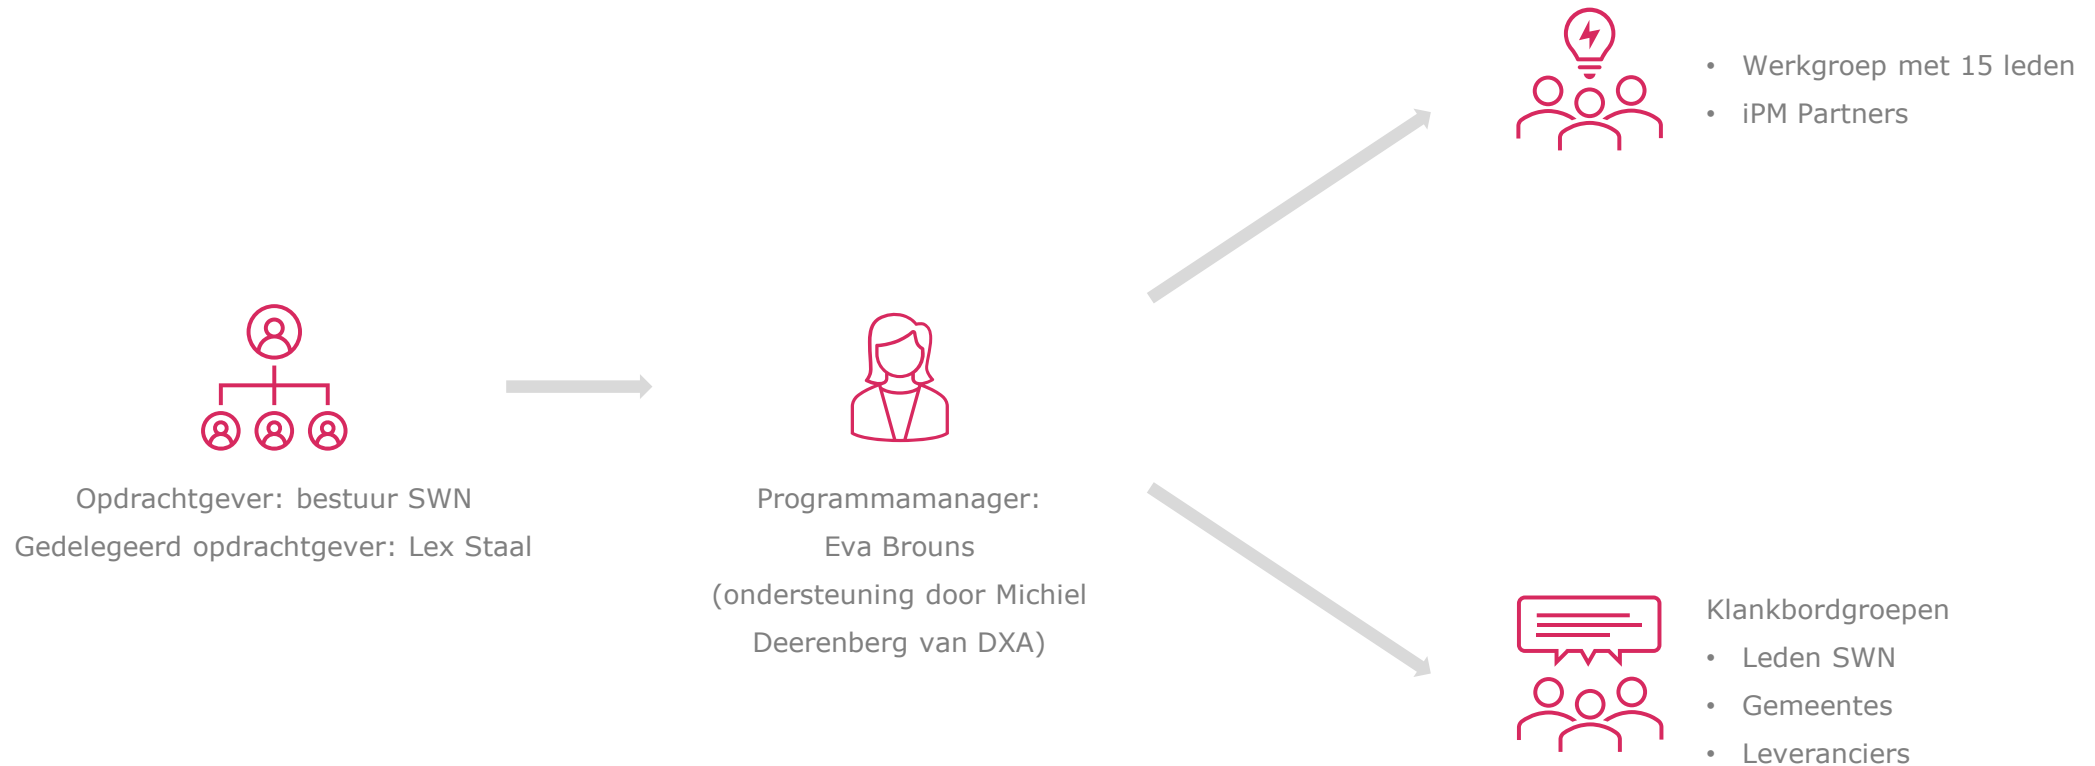 Opdrachtgever: bestuur SWN
Gedelegeerd opdrachtgever: Lex Staal
Programmamanager:
Eva Brouns
(ondersteuning door Michiel
Deerenberg van DXA)
• Werkgroep met 15 leden
• iPM Partners
Klankbordgroepen
• Leden SWN
• Gemeentes
• Leveranciers